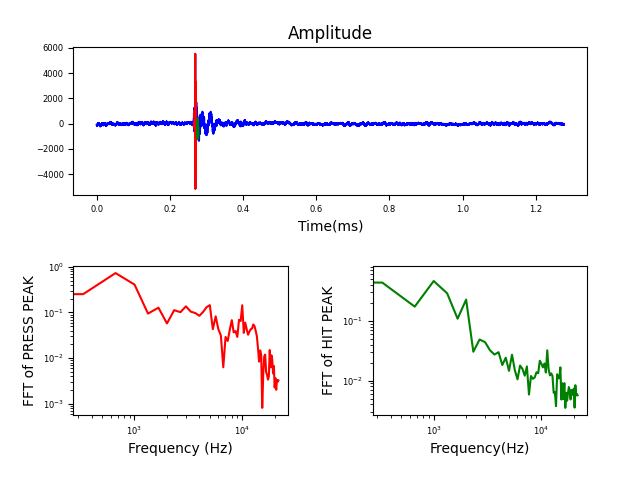 Amplitude
6000
4000
2000
0
−2000
−4000
0.0 0.2 0.4 0.6 0.8 1.0 1.2
Time(ms)
FFT of PRESS PEAK
10⁰
10⁻¹
10⁻²
10⁻³
10³ 10⁴
Frequency (Hz)
FFT of HIT PEAK
10⁻¹
10⁻²
10³ 10⁴
Frequency(Hz)